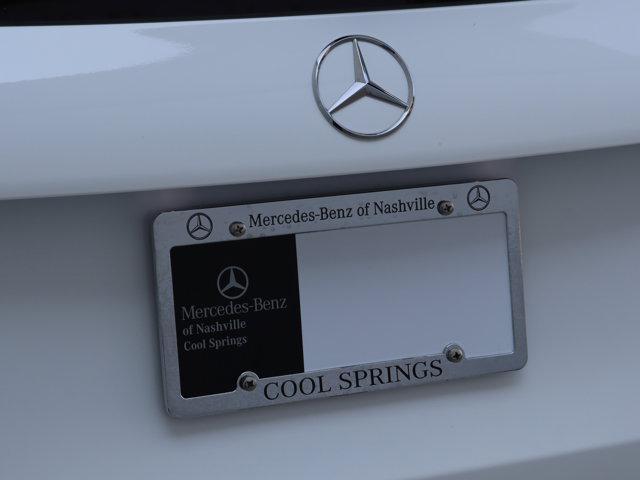 Mercedes-Benz of Nashville
Mercedes-Benz
of Nashville
Cool Springs
COOL SPRINGS